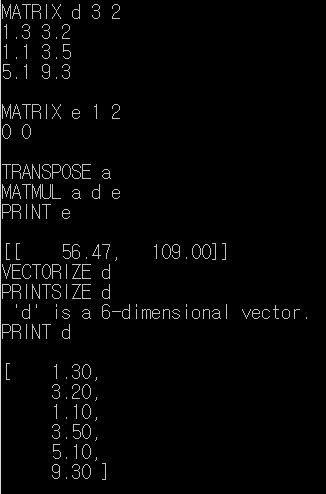 MATRIX d 3 2
1.3 3.2
1.1 3.5
5.1 9.3
MATRIX e 1 2
0 0
TRANSPOSE a
MATMUL a d e
PRINT e
[[    56.47,   109.00]]
VECTORIZE d
PRINTSIZE d
 'd' is a 6-dimensional vector.
PRINT d
[     1.30,
      3.20,
      1.10,
      3.50,
      5.10,
      9.30 ]